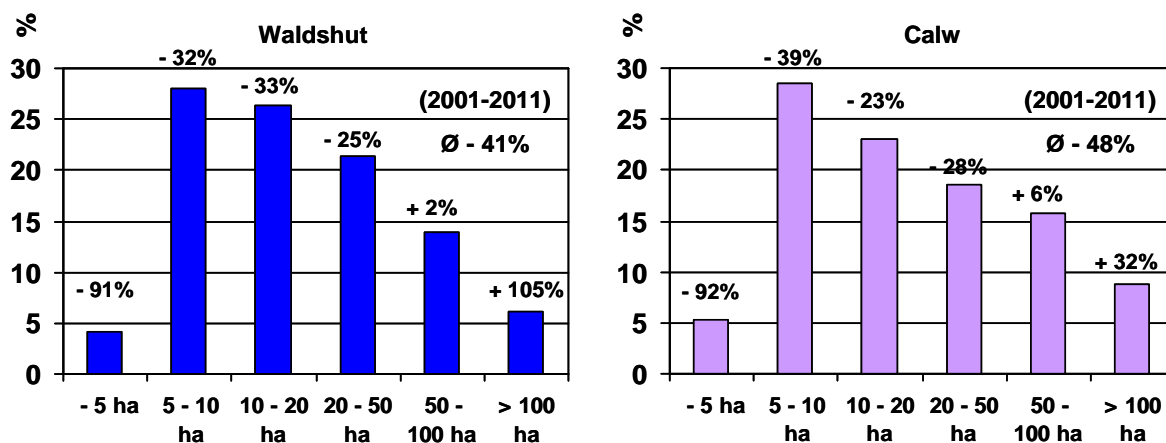 %
Waldshut
30
25
20
15
10
5
0
- 32%
- 33%
(2001-2011)
- 25%
Ø - 41%
+ 2%
- 91%
+ 105%
- 5 ha
5 - 10
ha
10 - 20
ha
20 - 50
ha
50 -
100 ha
> 100
ha
%
Calw
30
25
20
15
10
5
0
- 39%
- 23%
(2001-2011)
Ø - 48%
- 28%
+ 6%
- 92%
+ 32%
- 5 ha
5 - 10
ha
10 - 20
ha
20 - 50
ha
50 -
100 ha
> 100
ha